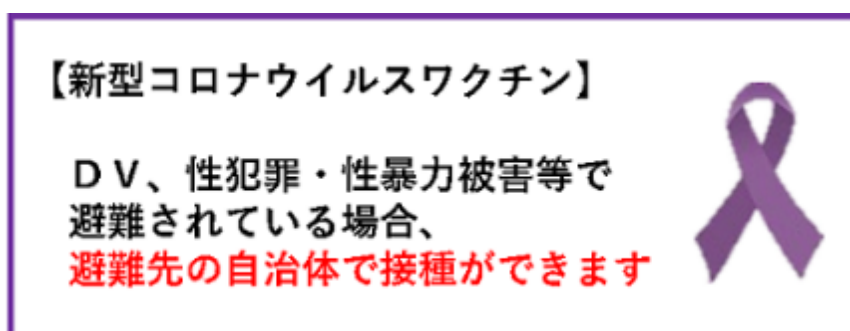 【新型コロナウイルスワクチン】
ＤＶ、性犯罪・性暴力被害等で
避難されている場合、
避難先の自治体で接種ができます